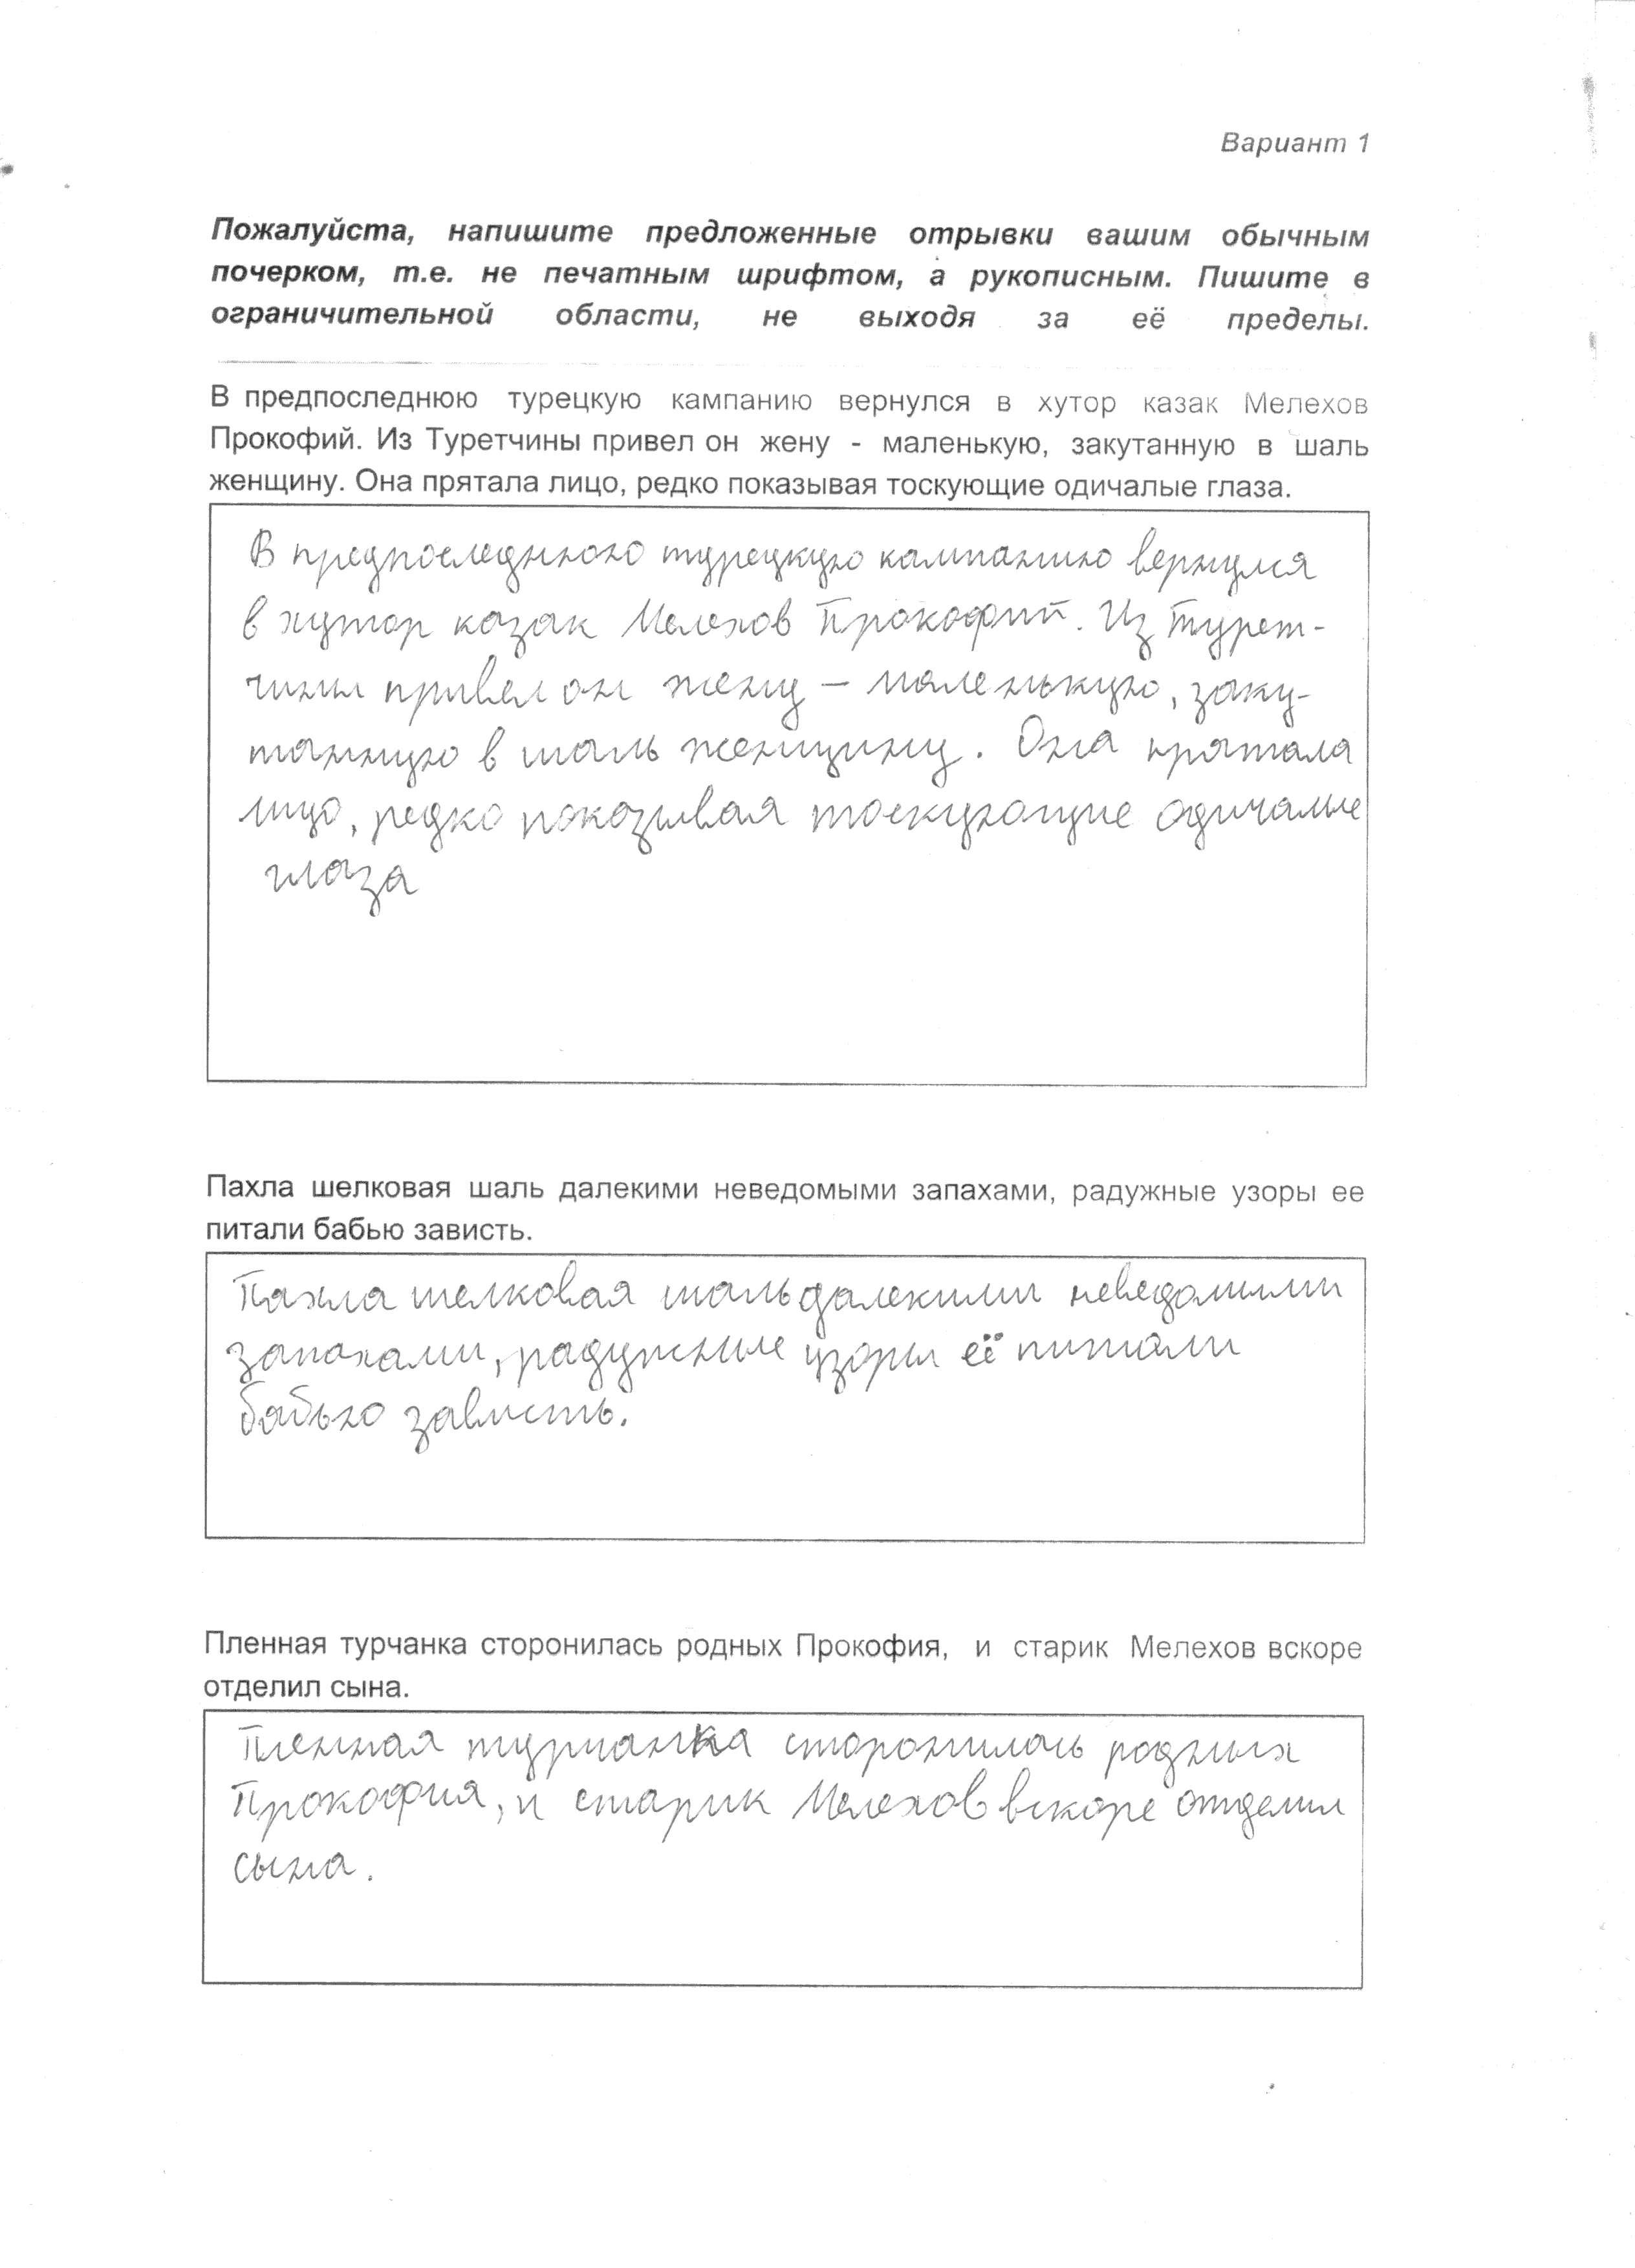 Вариант 1
Пожалуйста, напишите предложенные отрывки вашим обычным
почерком, т.е. не печатным шрифтом, а рукописным. Пишите в
ограничительной области, не выходя за её пределы.
В предпоследнюю турецкую кампанию вернулся в хутор казак Мелехов
Прокофий. Из Туретчины привел он жену - маленькую, закутанную в шаль
женщину. Она прятала лицо, редко показывая тоскующие одичалые глаза.
В предпоследнюю турецкую кампанию вернулся
в хутор казак Мелехов Прокофий. Из Турет-
чины привел он жену – маленькую, заку-
танную в шаль женщину. Она прятала
лицо, редко показывая тоскующие одичалые
глаза
Пахла шелковая шаль далекими неведомыми запахами, радужные узоры ее
питали бабью зависть.
Пахла шелковая шаль далекими неведомыми
запахами, радужные узоры её питали
бабью зависть.
Пленная турчанка сторонилась родных Прокофия, и старик Мелехов вскоре
отделил сына.
Пленная турчанка сторонилась родных
Прокофия, и старик Мелехов вскоре отделил
сына.